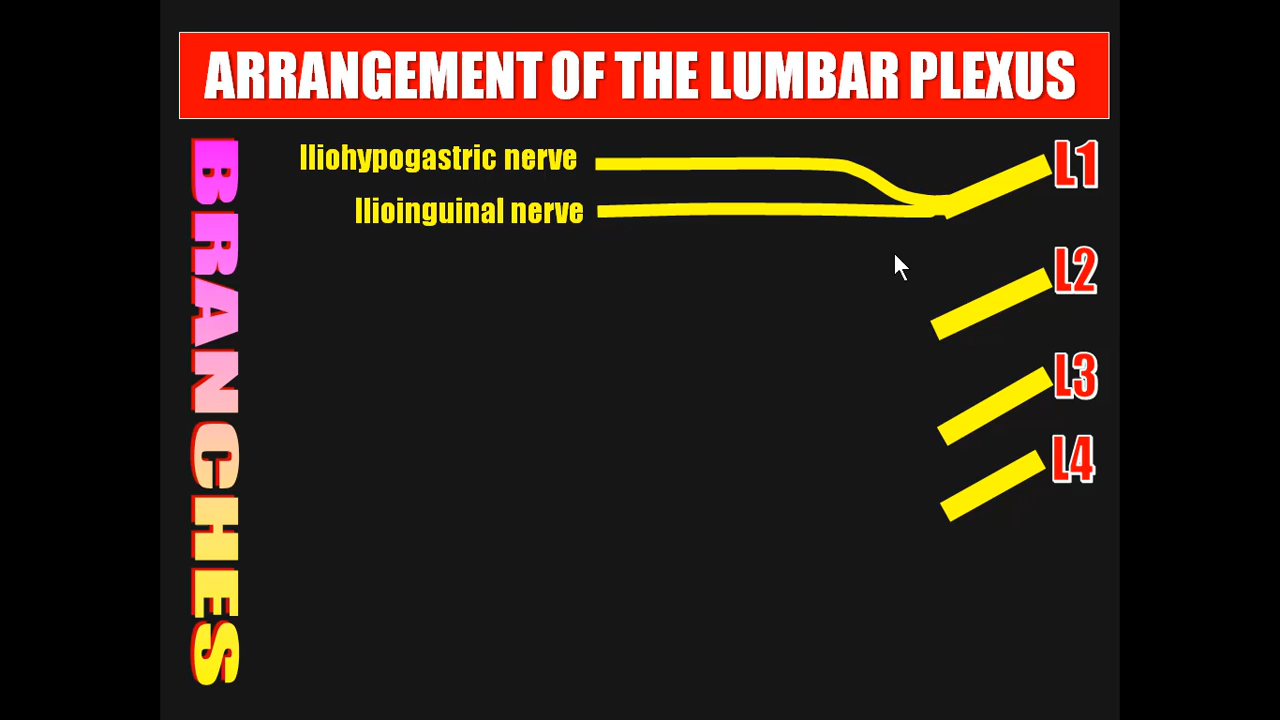 ARRANGEMENT OF THE LUMBAR PLEXUS
BRANCHES
Iliohypogastric nerve
Ilioinguinal nerve
L1
L2
L3
L4